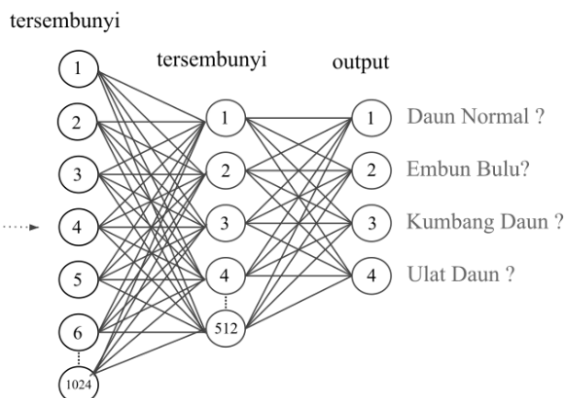 tersembunyi
tersembunyi
output
1
2
3
4
5
6
1024
1
2
3
4
512
1
2
3
4
Daun Normal ?
Embun Bulu?
Kumbang Daun ?
Ulat Daun ?